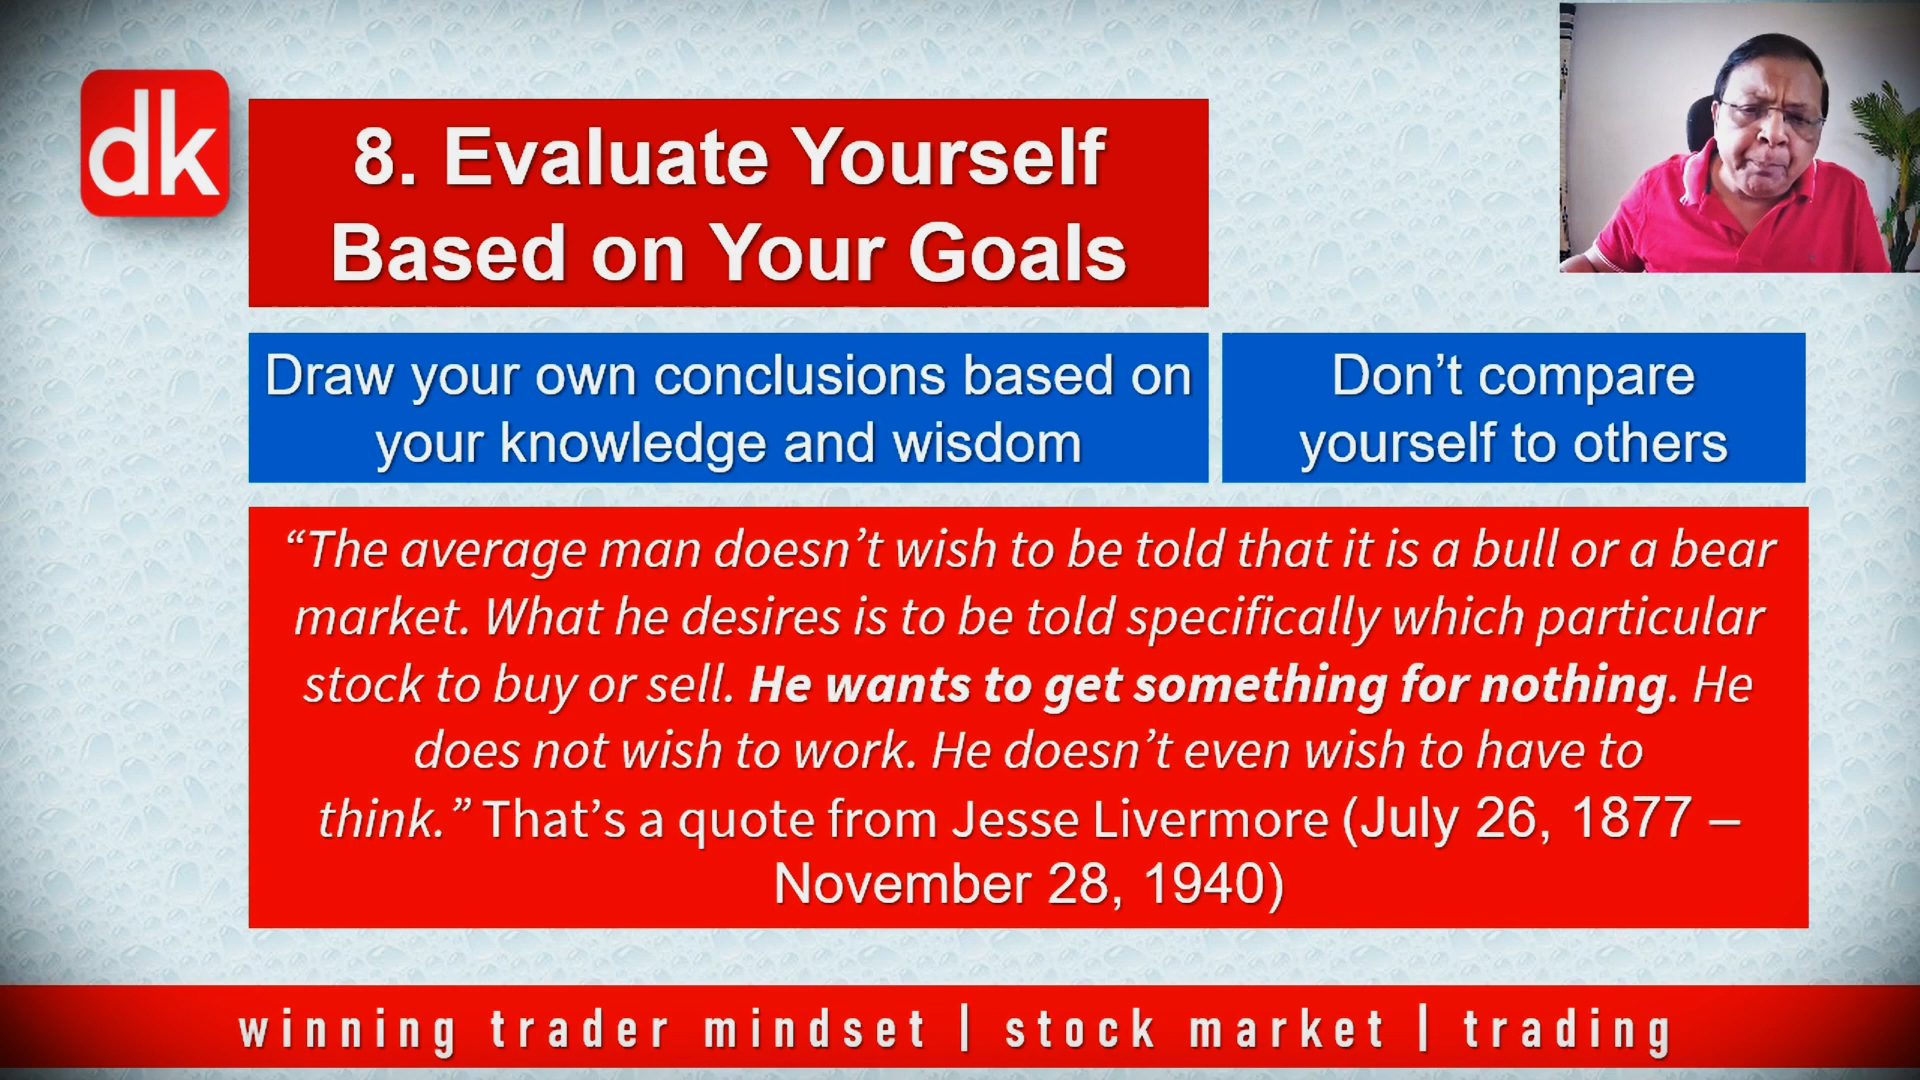 dk
8. Evaluate Yourself
Based on Your Goals
Draw your own conclusions based on
your knowledge and wisdom
Don’t compare
yourself to others
“The average man doesn’t wish to be told that it is a bull or a bear
market. What he desires is to be told specifically which particular
stock to buy or sell. He wants to get something for nothing. He
does not wish to work. He doesn’t even wish to have to
think.” That’s a quote from Jesse Livermore (July 26, 1877 –
November 28, 1940)
winning trader mindset | stock market | trading